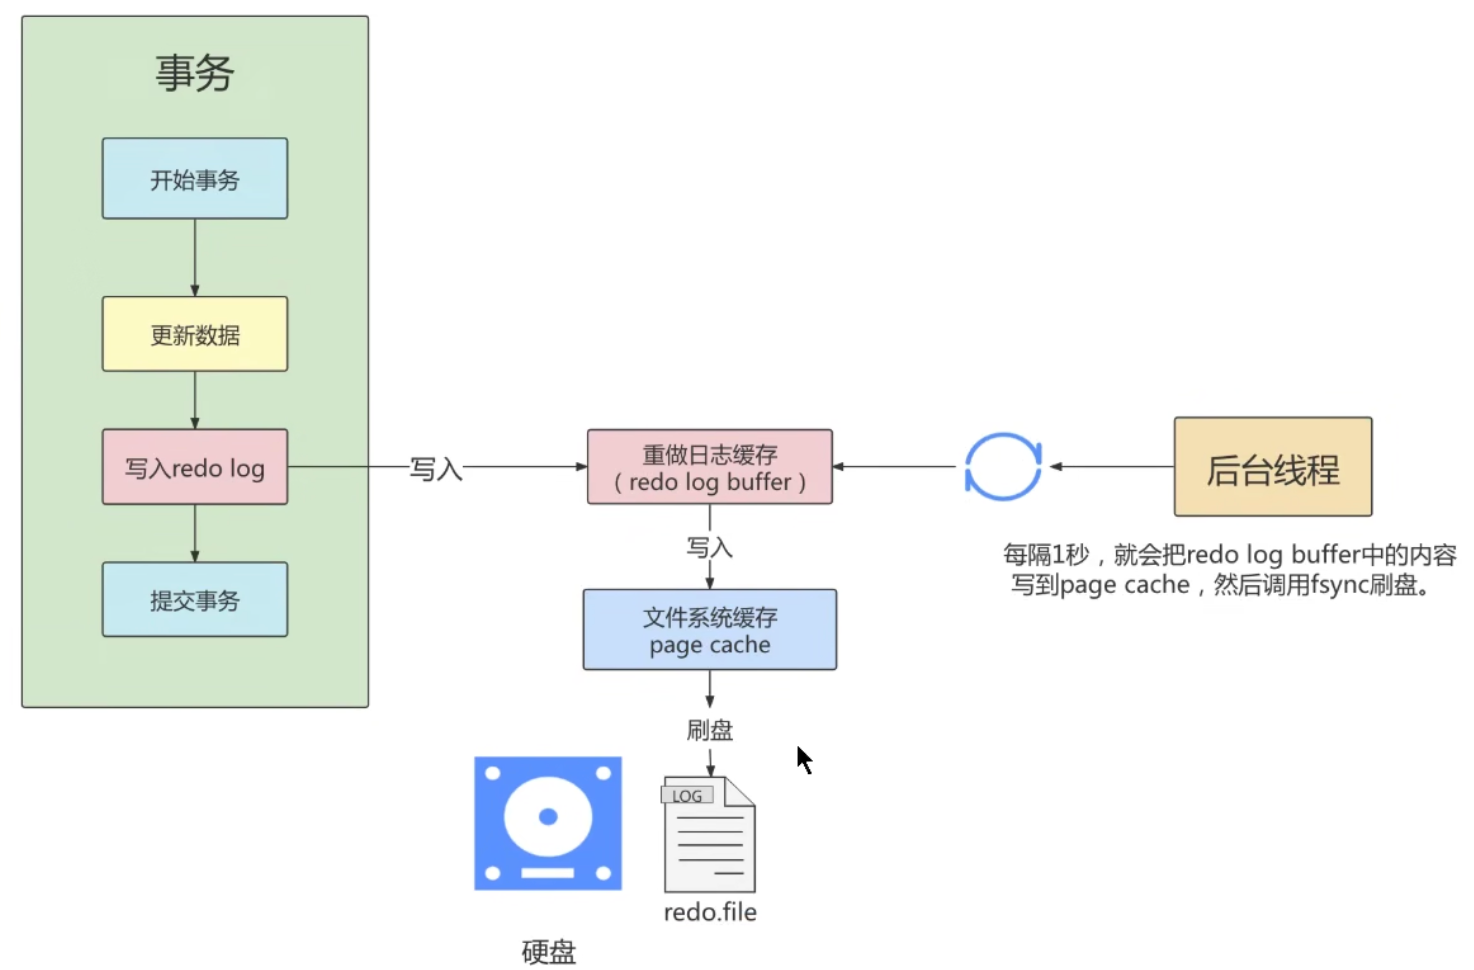 事务
开始事务
更新数据
写入redo log
提交事务
写入
重做日志缓存
（ redo log buffer ）
写入
文件系统缓存
page cache
刷盘
LOG
redo.file
硬盘
后台线程
每隔1秒，就会把redo log buffer中的内容
写到page cache，然后调用fsync刷盘。